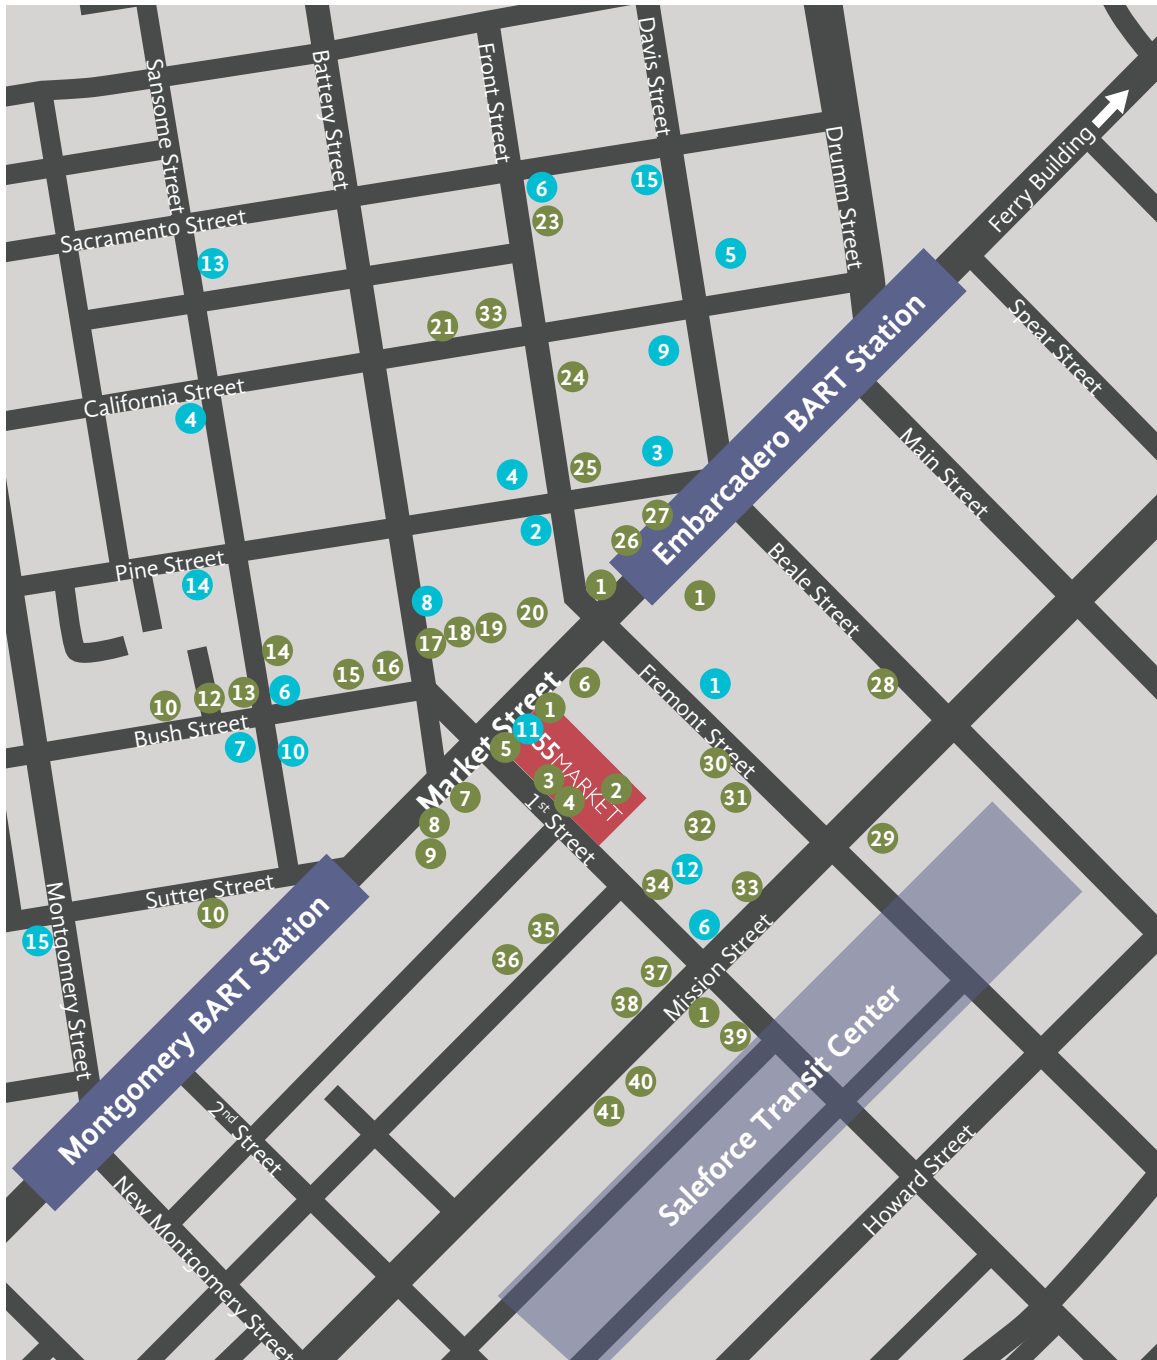 Sansome Street
Battery Street
Front Street
Davis Street
Drumm Street
Ferry Building
6
15
23
Sacramento Street
13
5
Spear Street
21
33
9
24
California Street
4
Embarcadero BART Station
Main Street
3
25
4
27
2
26
Pine Street
14
1
1
Beale Street
8
20
19
18
17
14
16
15
6
1
28
13
6
12
10
Bush Street
7
10
Market Street
1
11
5
55MARKET
3
4
2
Fremont Street
30
31
7
8
9
1st Street
32
29
12
34
33
Sutter Street
10
15
Montgomery Street
6
35
36
37
38
Mission Street
1
39
40
41
Montgomery BART Station
Saleforce Transit Center
2nd Street
Howard Street
New Montgomery Street